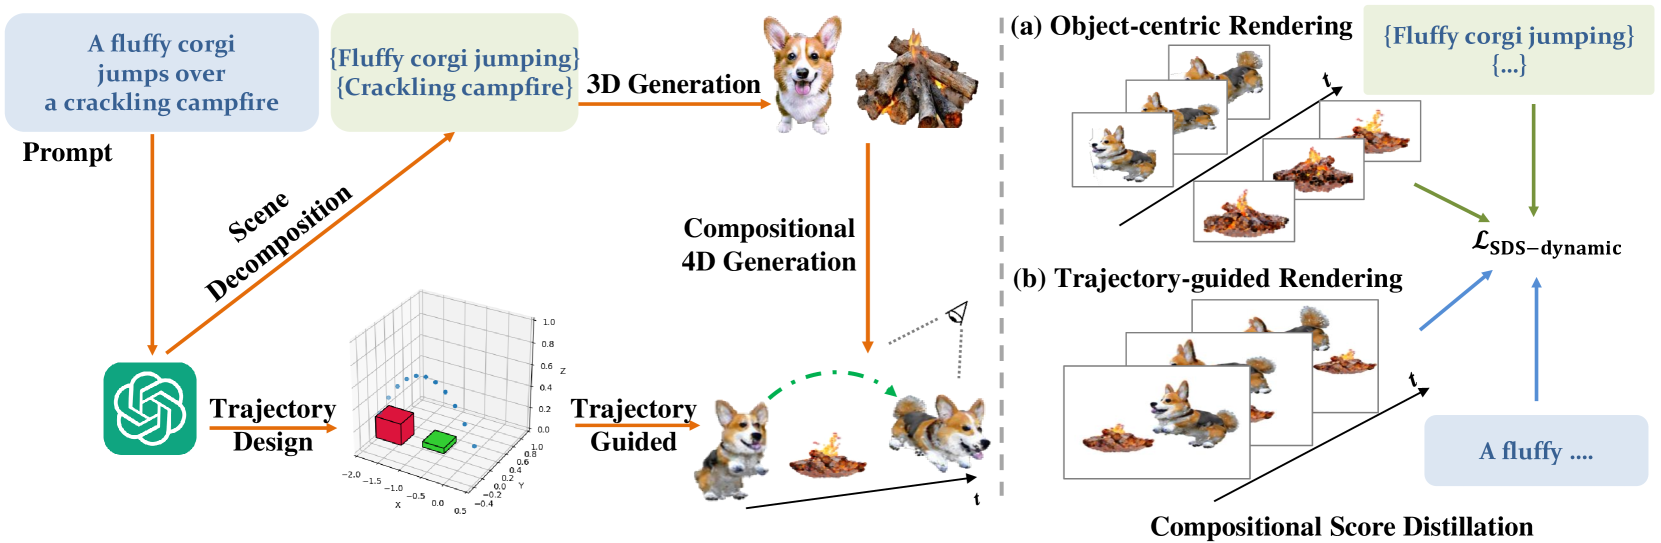 A fluffy corgi
jumps over
a crackling campfire
{Fluffy corgi jumping}
{Crackling campfire}
3D Generation
Prompt
Scene
Decomposition
Compositional
4D Generation
Trajectory
Design
1.0
0.8
0.6
0.4
0.2
0.0
Z
−2.0
−1.5
−1.0
−0.5
0.0
0.5
X
−0.4
−0.2
0.0
0.2
0.4
0.6
0.8
1.0
Y
Trajectory
Guided
t
(a) Object-centric Rendering
t
{Fluffy corgi jumping}
{...}
ℒSDS−dynamic
(b) Trajectory-guided Rendering
t
A fluffy ....
Compositional Score Distillation